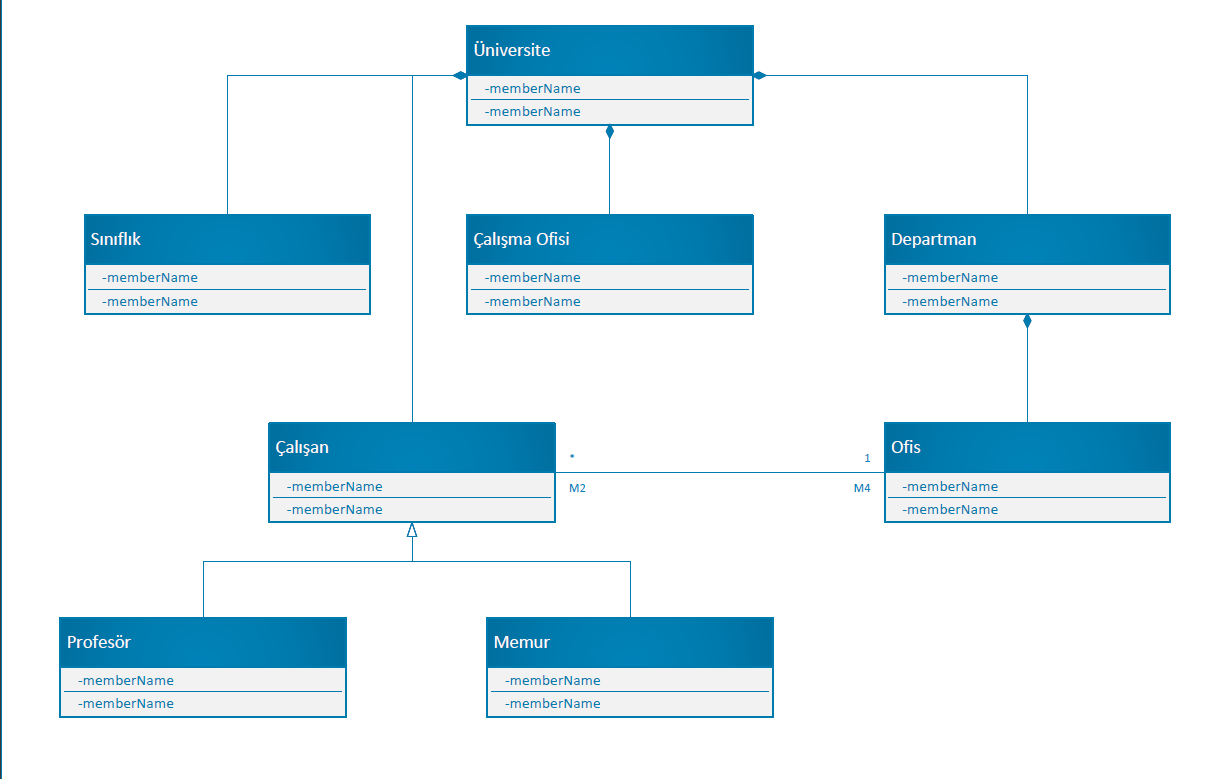 Üniversite
-memberName
-memberName
Sınıflık
-memberName
-memberName
Çalışma Ofisi
-memberName
-memberName
Departman
-memberName
-memberName
Çalışan
-memberName
-memberName
*
1
M2
M4
Ofis
-memberName
-memberName
Profesör
-memberName
-memberName
Memur
-memberName
-memberName